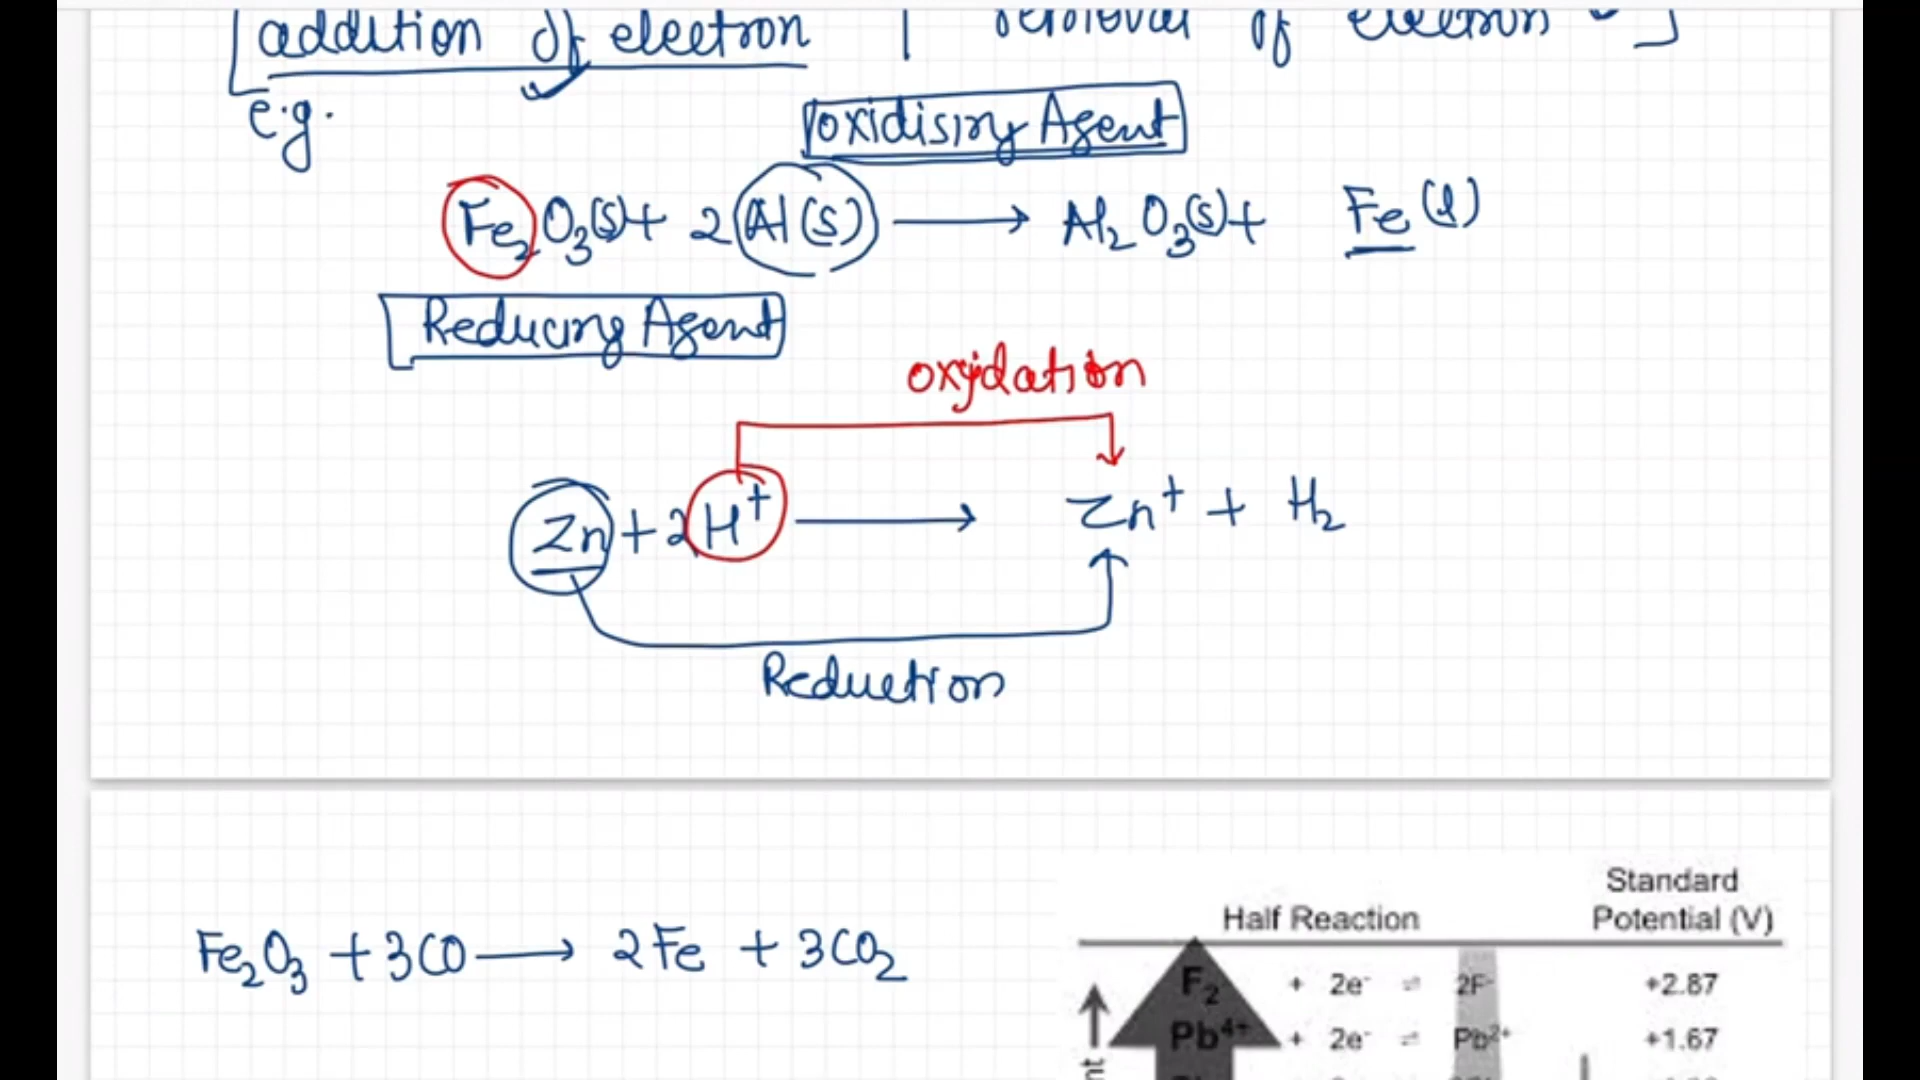 addition of electron | removal of electron
e.g.
oxidising Agent
Fe₂O₃(s) + 2Al(s) ⟶ Al₂O₃(s) + Fe(l)
Reducing Agent
oxidation
Zn + 2H⁺ ⟶ Zn⁺ + H₂
Reduction
Fe₂O₃ + 3CO ⟶ 2Fe + 3CO₂
Standard
Half Reaction Potential (V)
F₂ + 2e⁻ ⇌ 2F⁻ +2.87
Pb⁴⁺ + 2e⁻ ⇌ Pb²⁺ +1.67